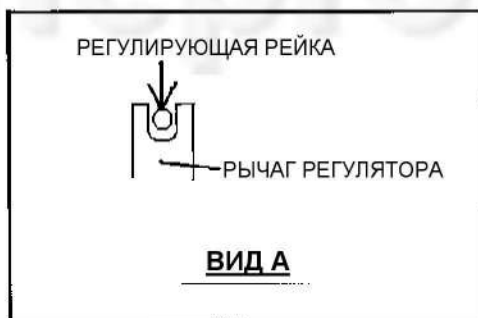 РЕГУЛИРУЮЩАЯ РЕЙКА
РЫЧАГ РЕГУЛЯТОРА
ВИД А